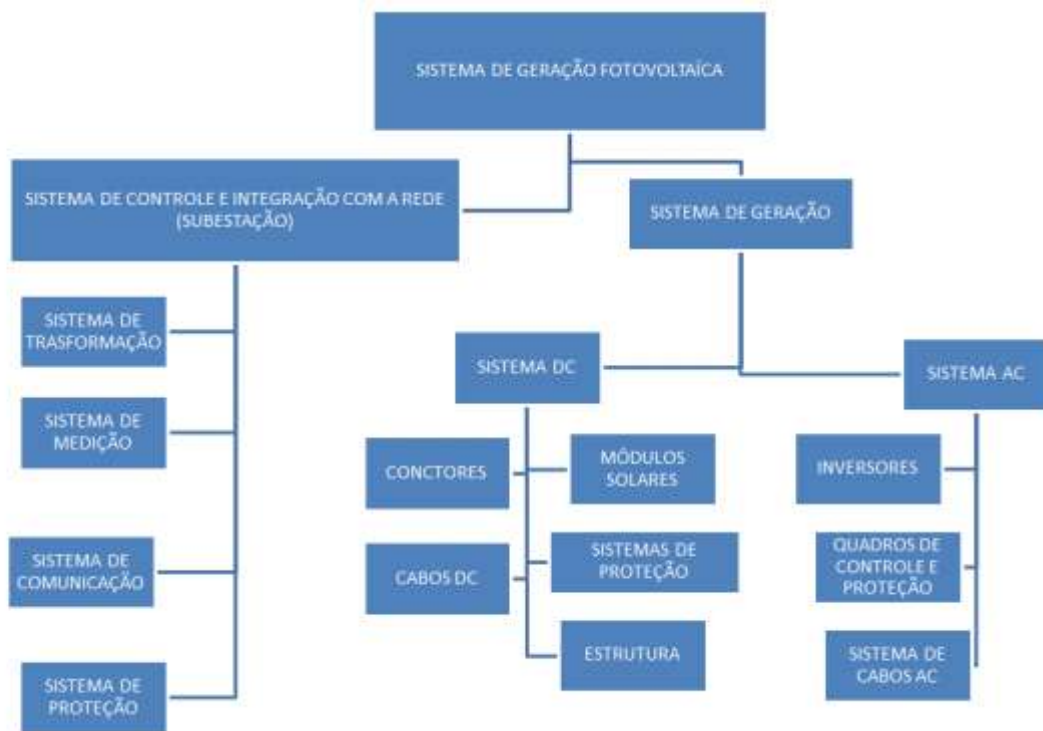 SISTEMA DE GERAÇÃO FOTOVOLTAÍCA
SISTEMA DE CONTROLE E INTEGRAÇÃO COM A REDE
(SUBESTAÇÃO)
SISTEMA DE GERAÇÃO
SISTEMA DE
TRASFORMAÇÃO
SISTEMA DE
MEDIÇÃO
SISTEMA DE
COMUNICAÇÃO
SISTEMA DE
PROTEÇÃO
SISTEMA DC
CONCTORES
MÓDULOS
SOLARES
CABOS DC
SISTEMAS DE
PROTEÇÃO
ESTRUTURA
SISTEMA AC
INVERSORES
QUADROS DE
CONTROLE E
PROTEÇÃO
SISTEMA DE
CABOS AC